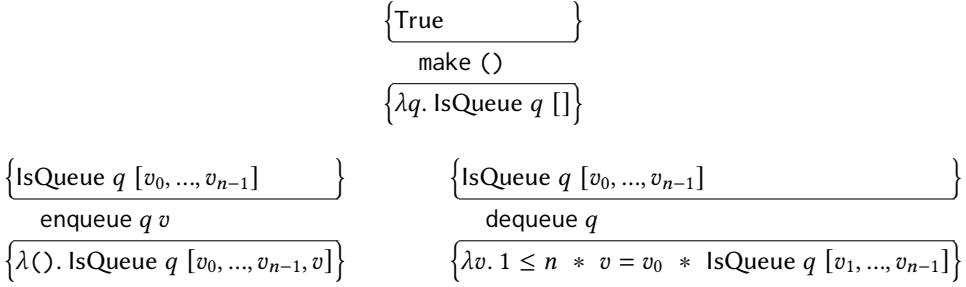 {True}
make ()
{λq. IsQueue q []}
{IsQueue q [v₀, ..., vₙ₋₁]}
enqueue q v
{λ(). IsQueue q [v₀, ..., vₙ₋₁, v]}
{IsQueue q [v₀, ..., vₙ₋₁]}
dequeue q
{λv. 1 ≤ n * v = v₀ * IsQueue q [v₁, ..., vₙ₋₁]}